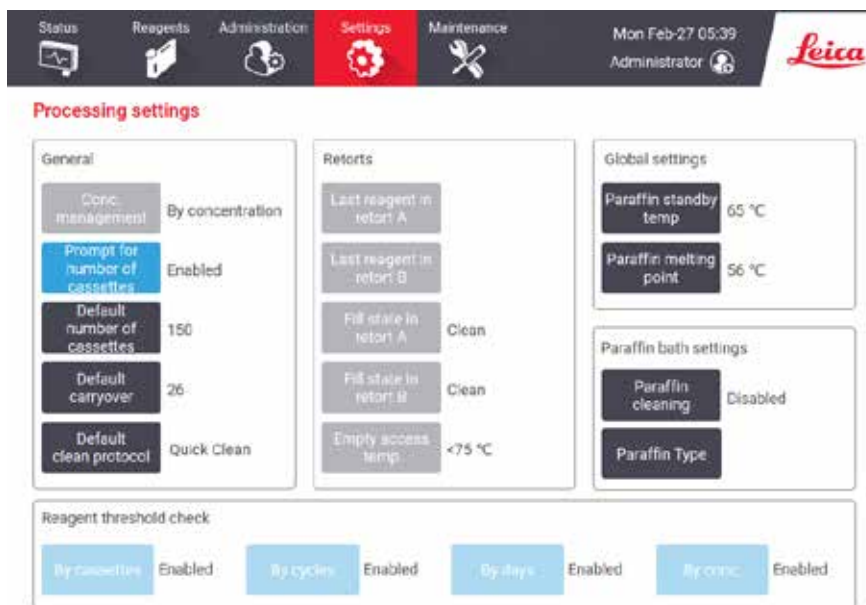 Status Reagents Administration Settings Maintenance
Mon Feb-27 05:39
Administrator
Leica
Processing settings
General
Conc.
management
By concentration
Prompt for
number of
cassettes
Enabled
Default
number of
cassettes
150
Default
carryover
26
Default
clean protocol
Quick Clean
Retorts
Last reagent in
retort A
Last reagent in
retort B
Fill state in
retort A
Clean
Fill state in
retort B
Clean
Empty access
temp
<75 °C
Global settings
Paraffin standby
temp
65 °C
Paraffin melting
point
56 °C
Paraffin bath settings
Paraffin
cleaning
Disabled
Paraffin Type
Reagent threshold check
By cassettes Enabled
By cycles Enabled
By days Enabled
By conc. Enabled